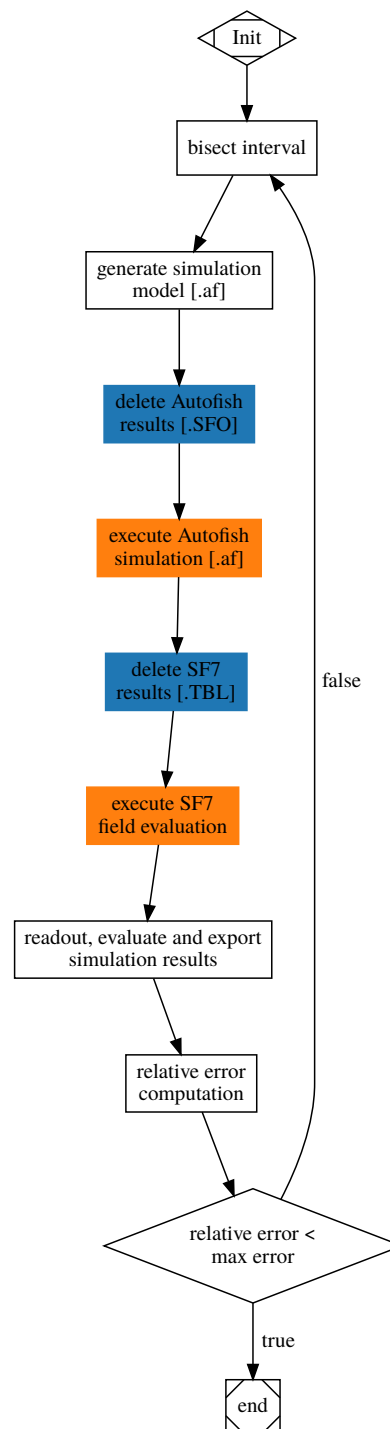 Init
bisect interval
generate simulation
model [.af]
delete Autofish
results [.SFO]
execute Autofish
simulation [.af]
delete SF7
results [.TBL]
false
execute SF7
field evaluation
readout, evaluate and export
simulation results
relative error
computation
relative error <
max error
true
end